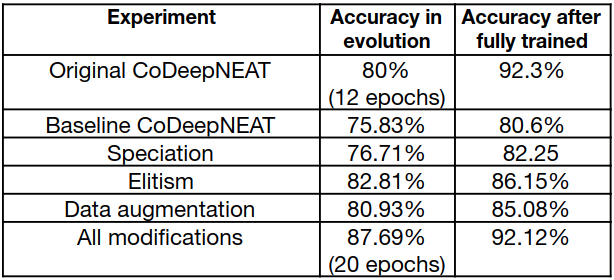 Experiment Accuracy in evolution Accuracy after fully trained
Original CoDeepNEAT 80% (12 epochs) 92.3%
Baseline CoDeepNEAT 75.83% 80.6%
Speciation 76.71% 82.25
Elitism 82.81% 86.15%
Data augmentation 80.93% 85.08%
All modifications 87.69% (20 epochs) 92.12%